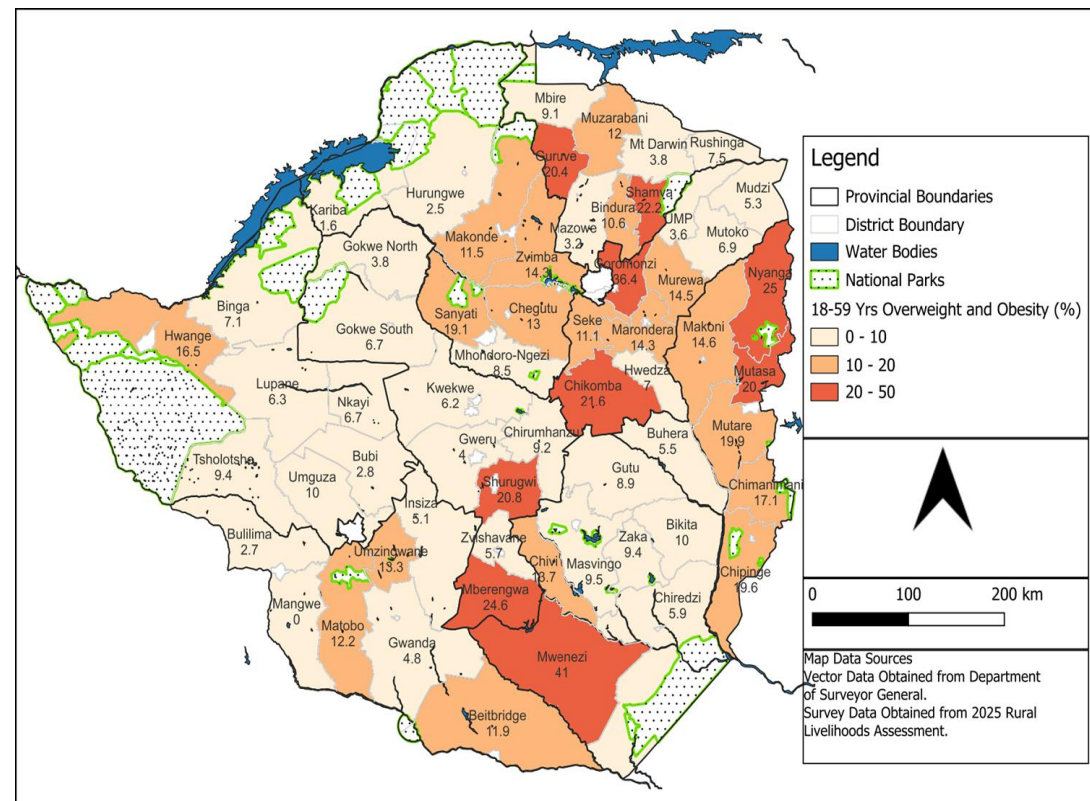 Mbire
9.1
Muzarabani
12
Mt Darwin
3.8
Rushinga
7.5
Guruve
20.4
Mudzi
5.3
Shamva
22.2
Hurungwe
2.5
Bindura
10.6
UMP
3.6
Mutoko
6.9
Kariba
1.6
Mazowe
3.2
Makonde
11.5
Gokwe North
3.8
Zvimba
14.3
Goromonzi
36.4
Murewa
14.5
Nyanga
25
Binga
7.1
Sanyati
19.1
Chegutu
13
Seke
11.1
Marondera
14.3
Makoni
14.6
Hwange
16.5
Gokwe South
6.7
Mhondoro-Ngezi
8.5
Hwedza
7
Mutasa
20
Lupane
6.3
Kwekwe
6.2
Chikomba
21.6
Nkayi
6.7
Mutare
19.9
Gweru
4
Chirumhanzu
9.2
Buhera
5.5
Tsholotsho
9.4
Bubi
2.8
Umguza
10
Gutu
8.9
Shurugwi
20.8
Chimanimani
17.1
Insiza
5.1
Bikita
10
Bulilima
2.7
Zvishavane
5.7
Zaka
9.4
Umzingwane
13.3
Chivi
13.7
Masvingo
9.5
Chipinge
19.6
Mberengwa
24.6
Chiredzi
5.9
Mangwe
0
Matobo
12.2
Gwanda
4.8
Mwenezi
41
Beitbridge
11.9
Legend
Provincial Boundaries
District Boundary
Water Bodies
National Parks
18-59 Yrs Overweight and Obesity (%)
0 - 10
10 - 20
20 - 50
0 100 200 km
Map Data Sources
Vector Data Obtained from Department
of Surveyor General.
Survey Data Obtained from 2025 Rural
Livelihoods Assessment.